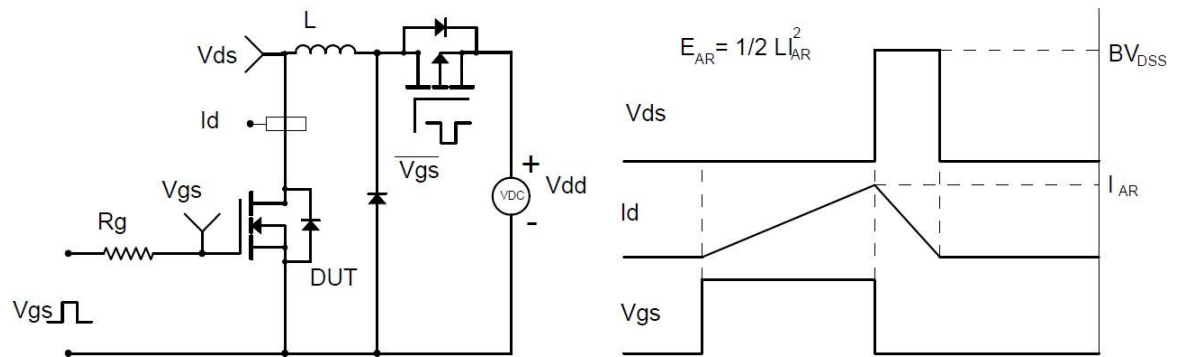 L
Vds
Id
Vgs
Vgs
Rg
+
VDC
Vdd
-
DUT
Vgs
E_AR= 1/2 LI_AR^2
BV_DSS
Vds
I_AR
Id
Vgs